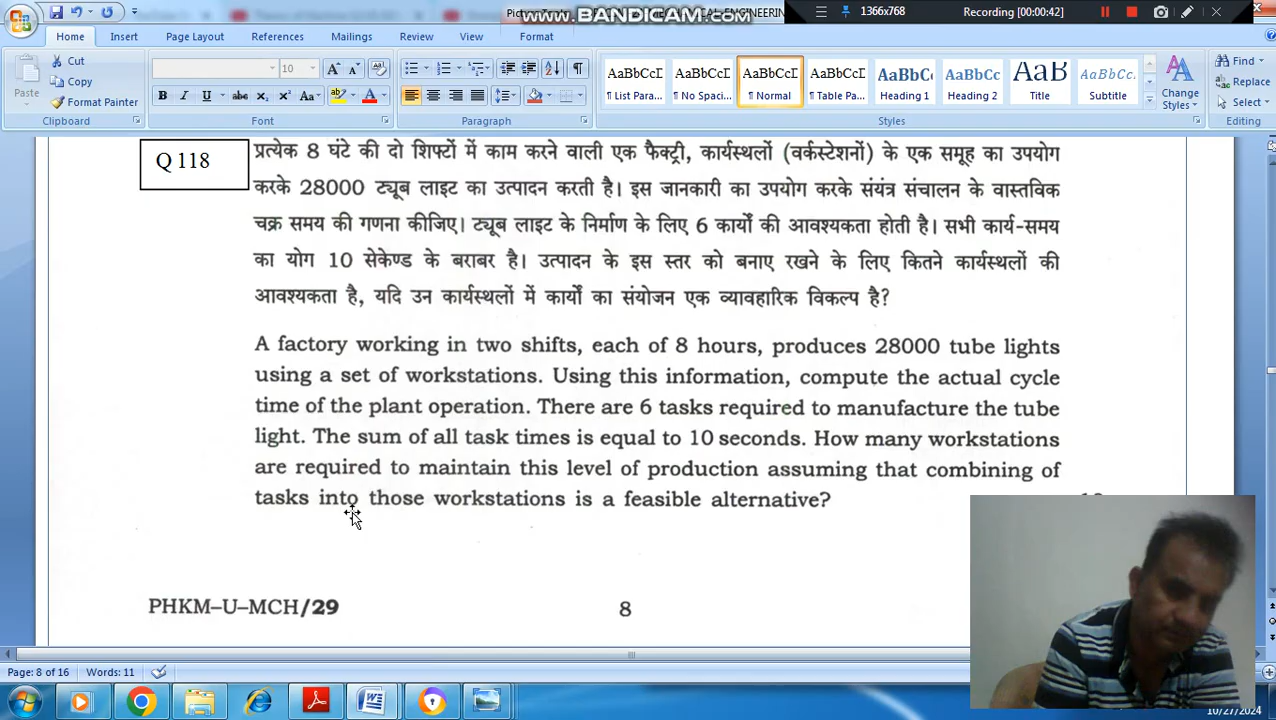 Pict
www.BANDICAM.com
AL ENGINEERING
1366x768
Recording [00:00:42]
Home Insert Page Layout References Mailings Review View Format
Paste
Cut
Copy
Format Painter
10
AaBbCcI AaBbCcI AaBbCcI AaBbCcI AaBbCc AaBbCc AaB AaBbCcI
¶ List Para... ¶ No Spaci... ¶ Normal ¶ Table Pa... Heading 1 Heading 2 Title Subtitle
Change Styles
Find
Replace
Select
Clipboard Font Paragraph Styles Editing
Q 118
प्रत्येक 8 घंटे की दो शिफ्टों में काम करने वाली एक फैक्ट्री, कार्यस्थलों (वर्कस्टेशनों) के एक समूह का उपयोग
करके 28000 ट्यूब लाइट का उत्पादन करती है। इस जानकारी का उपयोग करके संयंत्र संचालन के वास्तविक
चक्र समय की गणना कीजिए। ट्यूब लाइट के निर्माण के लिए 6 कार्यों की आवश्यकता होती है। सभी कार्य-समय
का योग 10 सेकेण्ड के बराबर है। उत्पादन के इस स्तर को बनाए रखने के लिए कितने कार्यस्थलों की
आवश्यकता है, यदि उन कार्यस्थलों में कार्यों का संयोजन एक व्यावहारिक विकल्प है?
A factory working in two shifts, each of 8 hours, produces 28000 tube lights
using a set of workstations. Using this information, compute the actual cycle
time of the plant operation. There are 6 tasks required to manufacture the tube
light. The sum of all task times is equal to 10 seconds. How many workstations
are required to maintain this level of production assuming that combining of
tasks into those workstations is a feasible alternative?
PHKM–U–MCH/29
8
Page: 8 of 16 Words: 11
10/27/2024